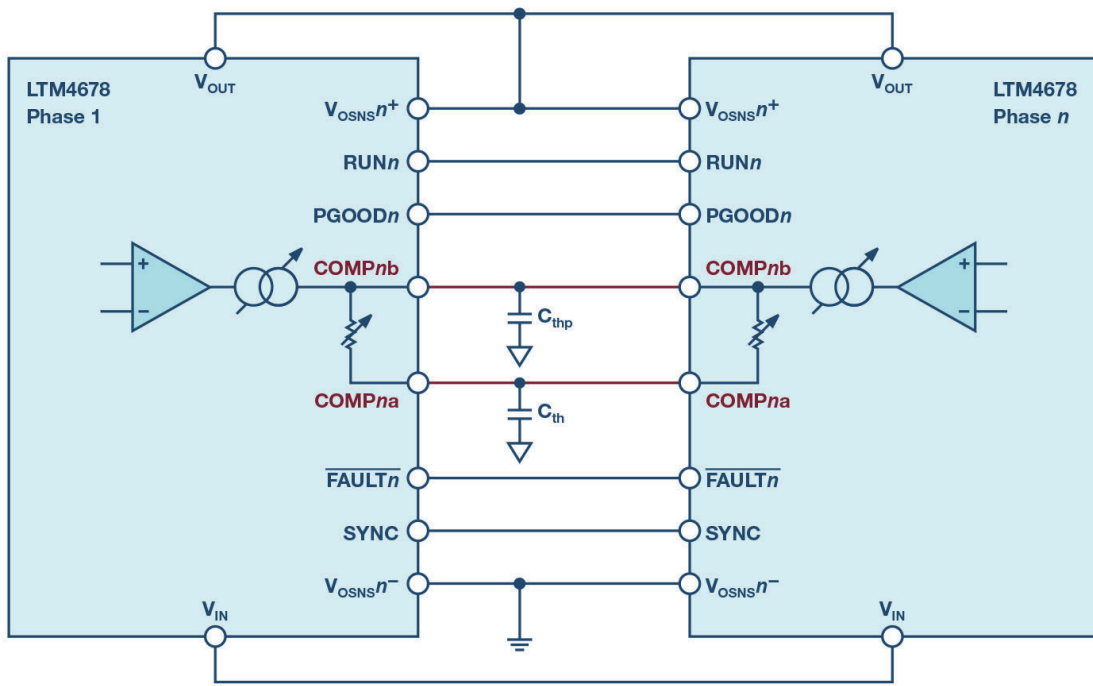 LTM4678
Phase 1
V_OUT
V_OSNSn+
RUNn
PGOODn
COMPnb
+
−
COMPna
FAULTn
SYNC
V_OSNSn−
V_IN
C_thp
C_th
LTM4678
Phase n
V_OUT
V_OSNSn+
RUNn
PGOODn
COMPnb
+
−
COMPna
FAULTn
SYNC
V_OSNSn−
V_IN